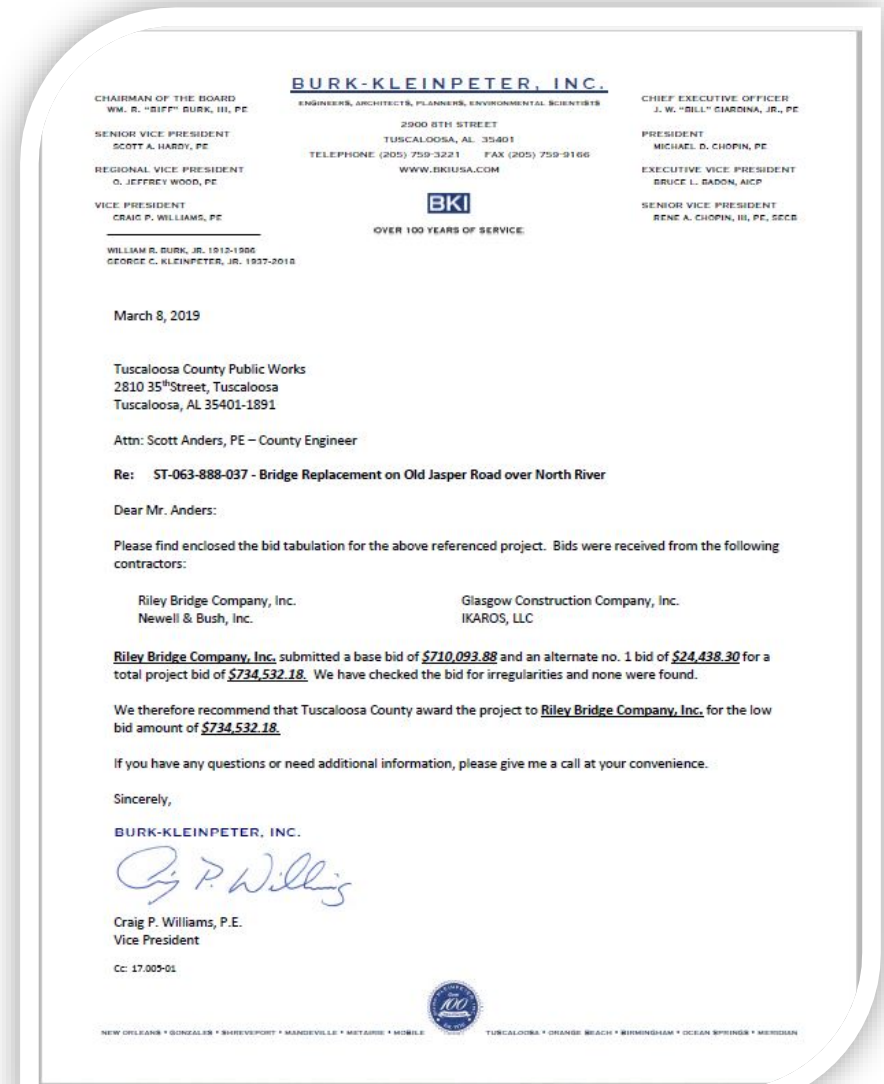 BURK-KLEINPETER, INC.
ENGINEERS, ARCHITECTS, PLANNERS, ENVIRONMENTAL SCIENTISTS
2900 8TH STREET
TUSCALOOSA, AL 35401
TELEPHONE (205) 759-3221 FAX (205) 759-9166
WWW.BKIUSA.COM
BKI
OVER 100 YEARS OF SERVICE
CHAIRMAN OF THE BOARD
WM. R. "BIFF" BURK, III, PE
SENIOR VICE PRESIDENT
SCOTT A. HARDY, PE
REGIONAL VICE PRESIDENT
O. JEFFREY WOOD, PE
VICE PRESIDENT
CRAIG P. WILLIAMS, PE
WILLIAM R. BURK, JR. 1912-1986
GEORGE C. KLEINPETER, JR. 1937-2018
CHIEF EXECUTIVE OFFICER
J. W. "BILL" GIARDINA, JR., PE
PRESIDENT
MICHAEL D. CHOPIN, PE
EXECUTIVE VICE PRESIDENT
BRUCE L. BADON, AICP
SENIOR VICE PRESIDENT
RENE A. CHOPIN, III, PE, SECB
March 8, 2019
Tuscaloosa County Public Works
2810 35th Street, Tuscaloosa
Tuscaloosa, AL 35401-1891
Attn: Scott Anders, PE – County Engineer
Re: ST-063-888-037 - Bridge Replacement on Old Jasper Road over North River
Dear Mr. Anders:
Please find enclosed the bid tabulation for the above referenced project. Bids were received from the following
contractors:
Riley Bridge Company, Inc. Glasgow Construction Company, Inc.
Newell & Bush, Inc. IKAROS, LLC
Riley Bridge Company, Inc. submitted a base bid of $710,093.88 and an alternate no. 1 bid of $24,438.30 for a
total project bid of $734,532.18. We have checked the bid for irregularities and none were found.
We therefore recommend that Tuscaloosa County award the project to Riley Bridge Company, Inc. for the low
bid amount of $734,532.18.
If you have any questions or need additional information, please give me a call at your convenience.
Sincerely,
BURK-KLEINPETER, INC.
Craig P. Williams, P.E.
Vice President
Cc: 17.005-01
100
NEW ORLEANS * GONZALES * SHREVEPORT * MANDEVILLE * METAIRIE * MOBILE TUSCALOOSA * ORANGE BEACH * BIRMINGHAM * OCEAN SPRINGS * MERIDIAN